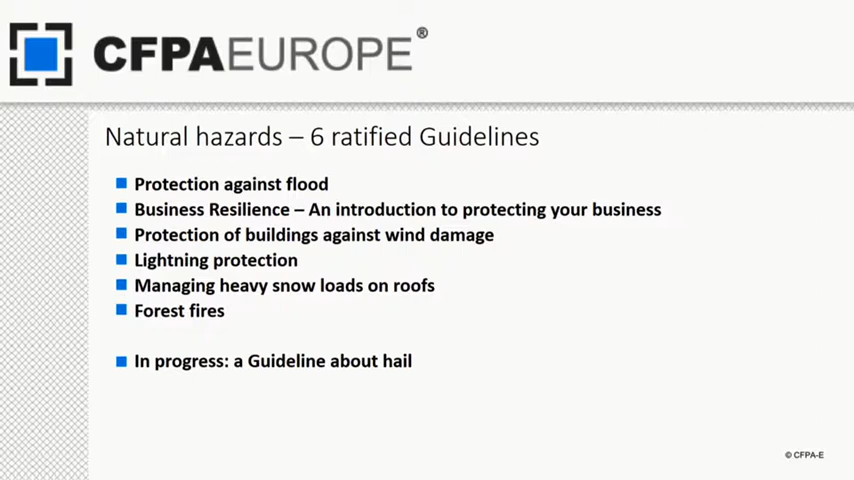 CFPAEUROPE®
Natural hazards – 6 ratified Guidelines
Protection against flood
Business Resilience – An introduction to protecting your business
Protection of buildings against wind damage
Lightning protection
Managing heavy snow loads on roofs
Forest fires
In progress: a Guideline about hail
© CFPA-E